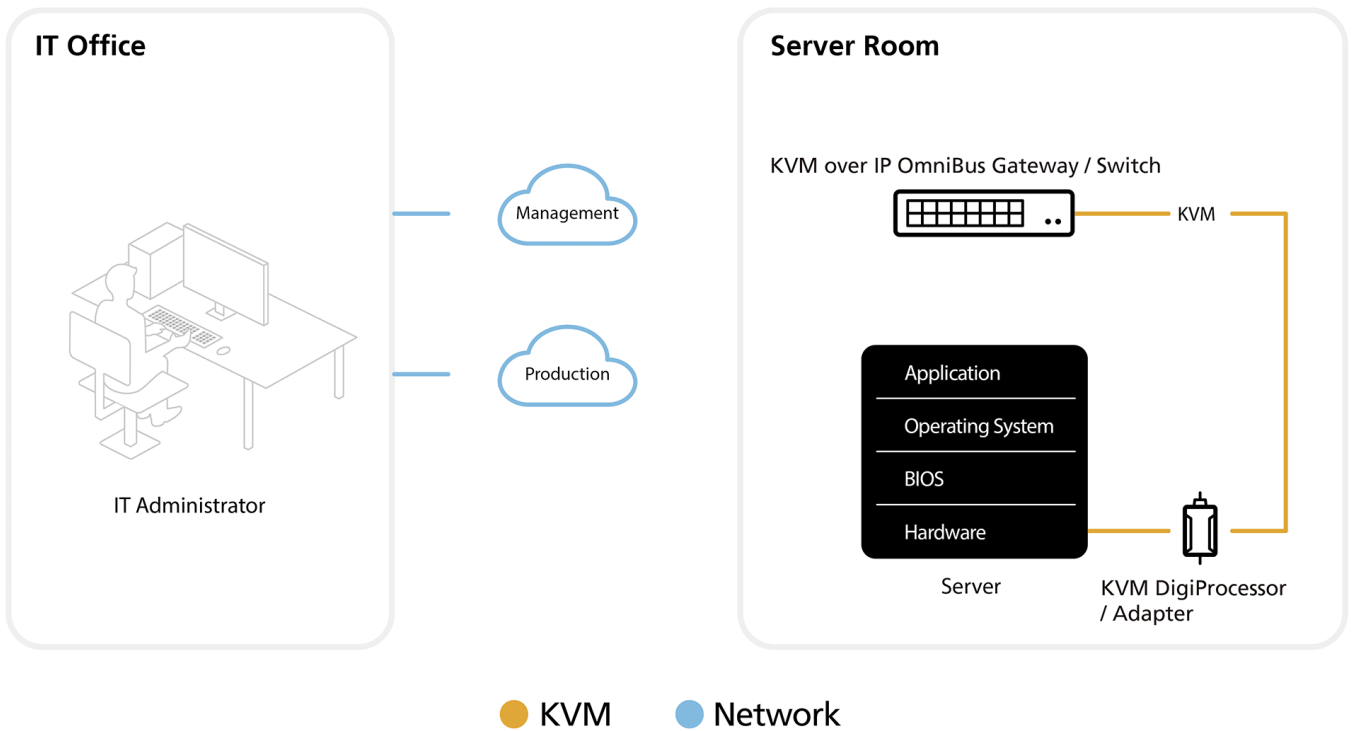 IT Office
Server Room
KVM over IP OmniBus Gateway / Switch
Management
KVM
Production
Application
Operating System
BIOS
Hardware
IT Administrator
Server
KVM DigiProcessor
/ Adapter
KVM
Network